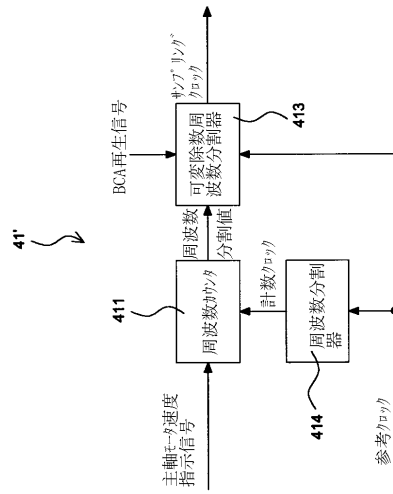 41'
BCA再生信号
サンプリング
クロック
可変除数周
波数分割器
413
周波数
分割値
411
周波数カウンタ
主軸モータ速度
指示信号
計数クロック
周波数分割
器
414
参考クロック